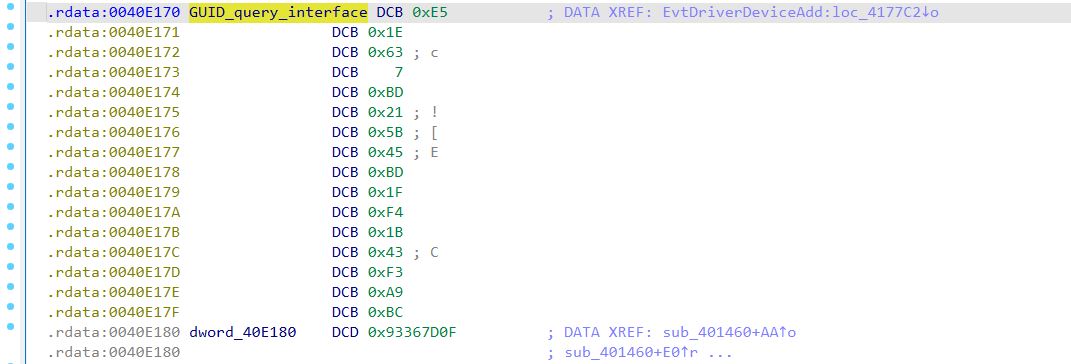 .rdata:0040E170 GUID_query_interface DCB 0xE5 ; DATA XREF: EvtDriverDeviceAdd:loc_4177C2↓o
.rdata:0040E171 DCB 0x1E
.rdata:0040E172 DCB 0x63 ; c
.rdata:0040E173 DCB 7
.rdata:0040E174 DCB 0xBD
.rdata:0040E175 DCB 0x21 ; !
.rdata:0040E176 DCB 0x5B ; [
.rdata:0040E177 DCB 0x45 ; E
.rdata:0040E178 DCB 0xBD
.rdata:0040E179 DCB 0x1F
.rdata:0040E17A DCB 0xF4
.rdata:0040E17B DCB 0x1B
.rdata:0040E17C DCB 0x43 ; C
.rdata:0040E17D DCB 0xF3
.rdata:0040E17E DCB 0xA9
.rdata:0040E17F DCB 0xBC
.rdata:0040E180 dword_40E180 DCD 0x93367D0F ; DATA XREF: sub_401460+AA↑o
.rdata:0040E180 ; sub_401460+E0↑r ...